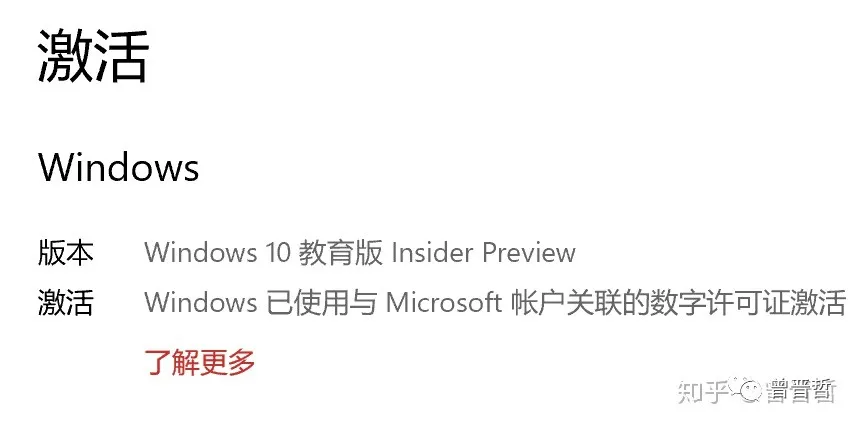 激活
Windows
版本 Windows 10 教育版 Insider Preview
激活 Windows 已使用与 Microsoft 帐户关联的数字许可证激活
了解更多
知乎 曾晋哲